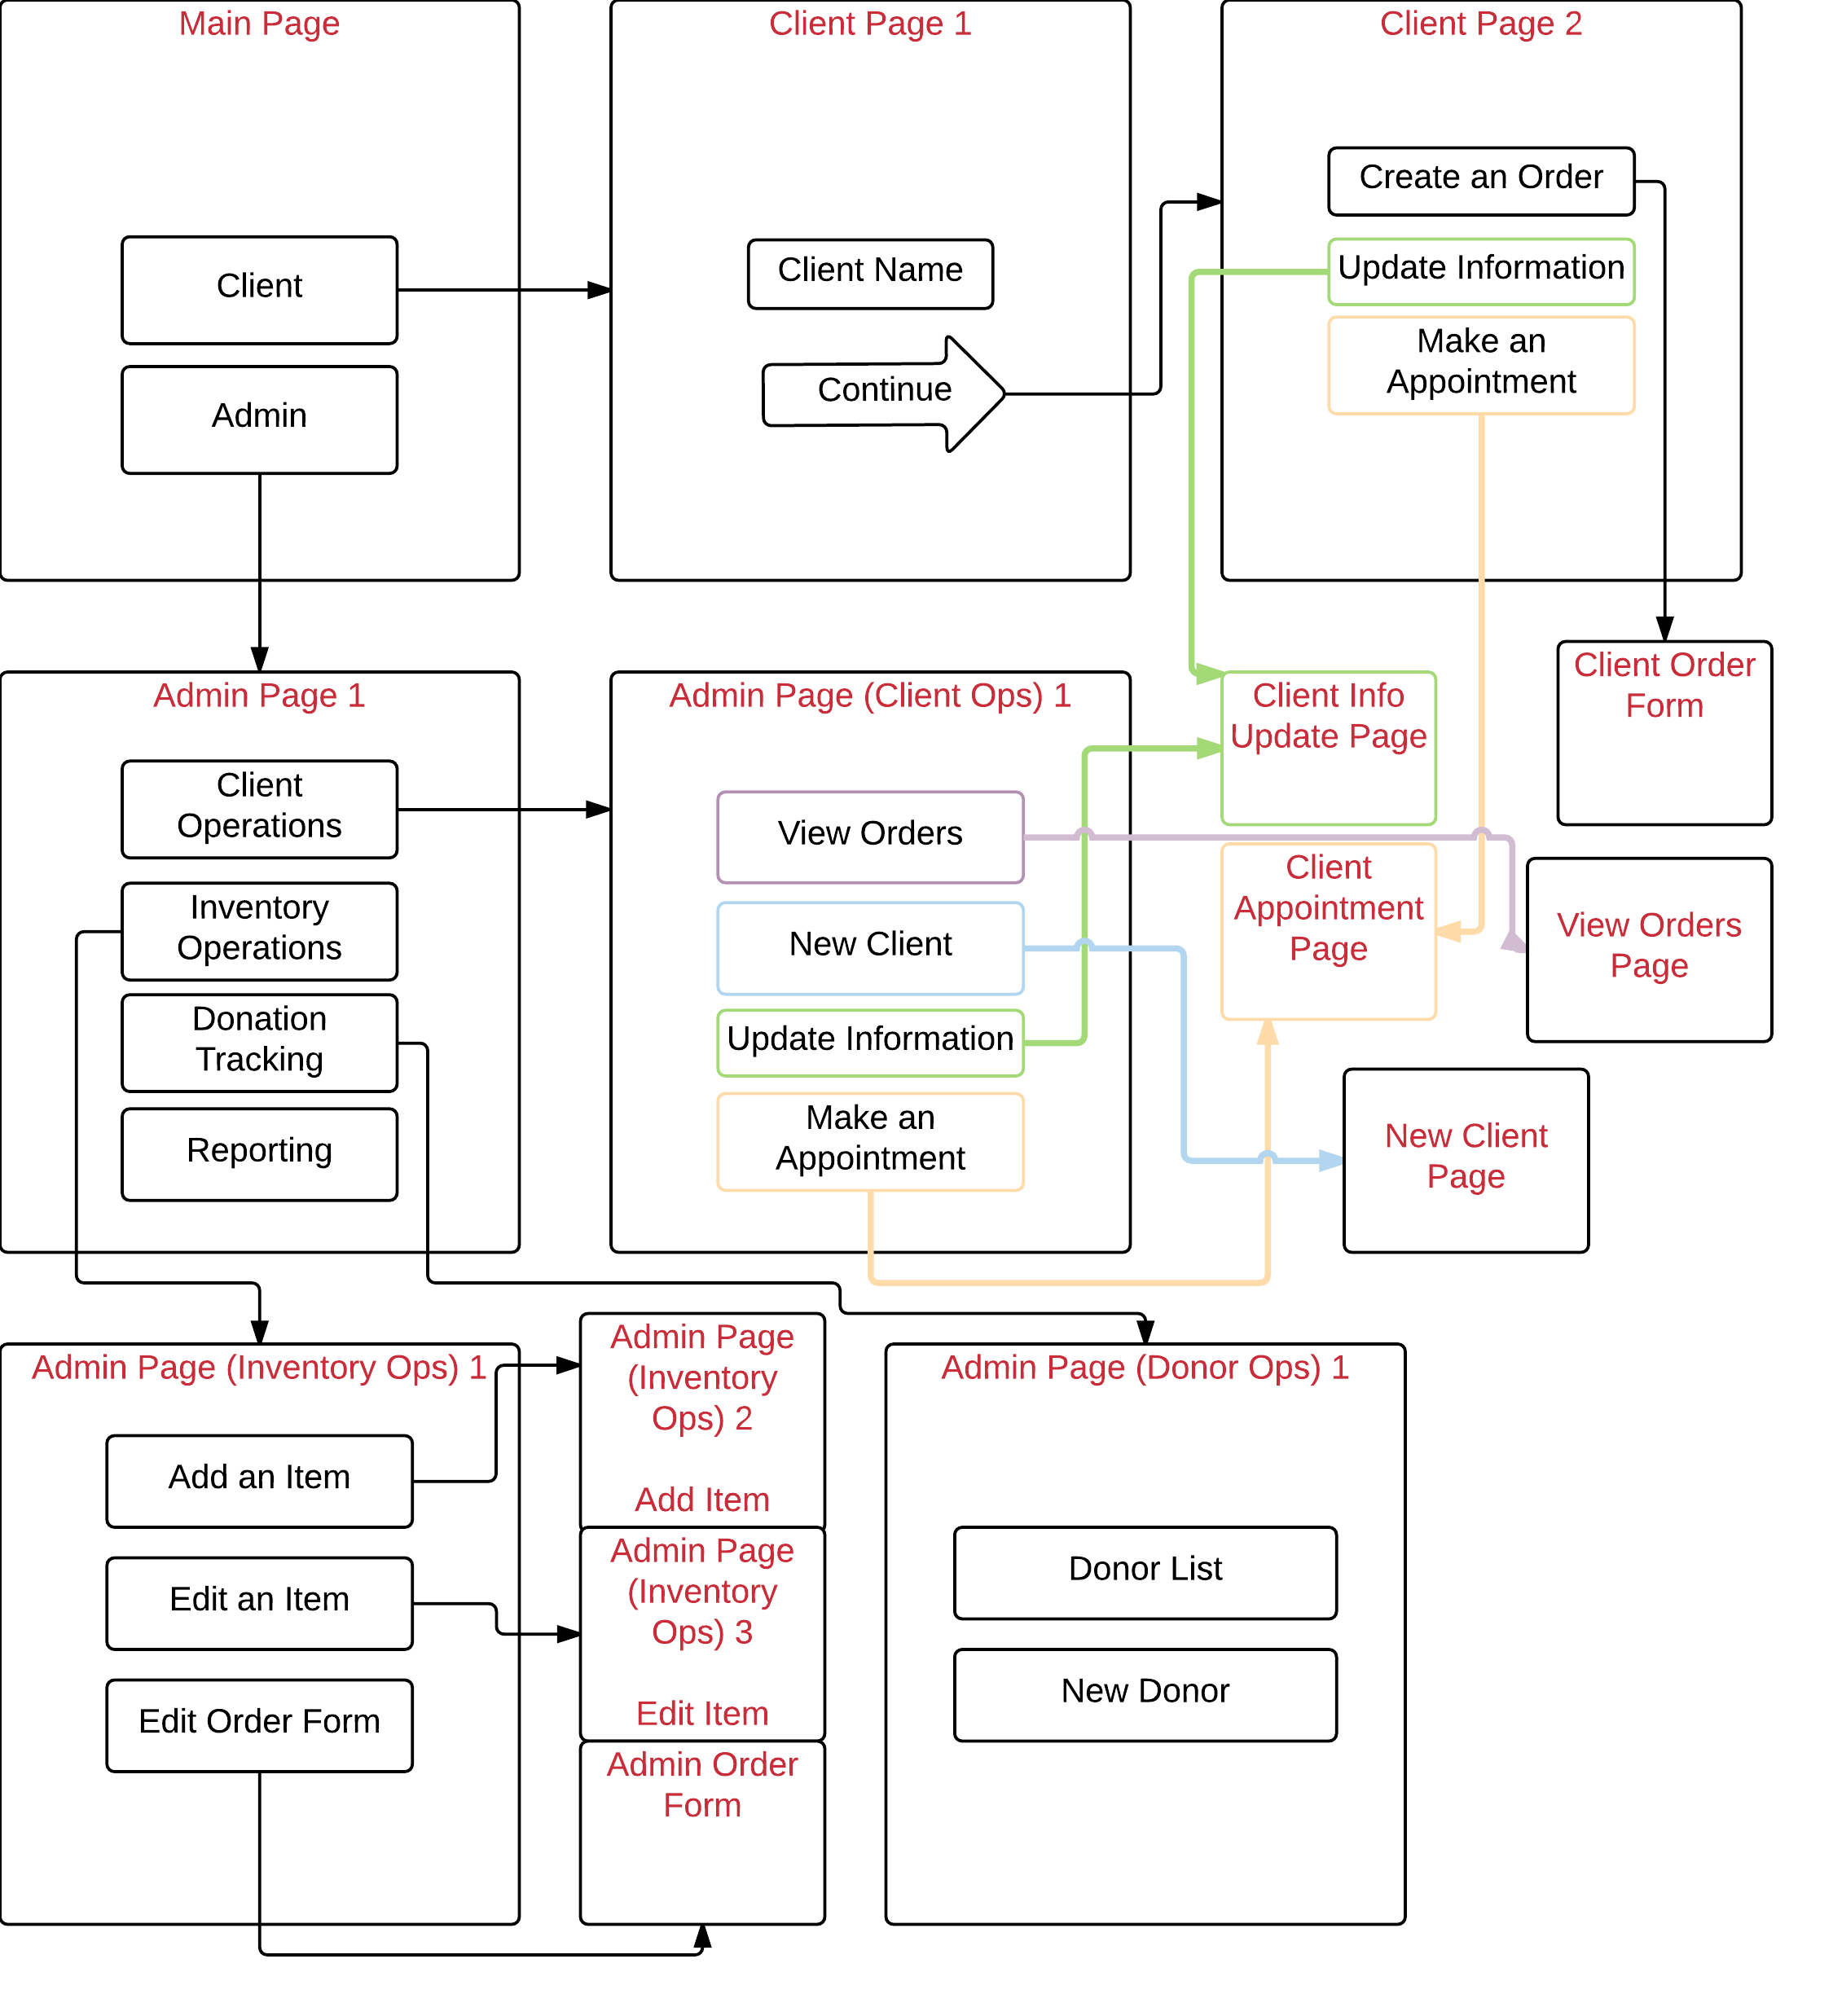 Main Page
Client
Admin
Client Page 1
Client Name
Continue
Client Page 2
Create an Order
Update Information
Make an
Appointment
Admin Page 1
Client
Operations
Inventory
Operations
Donation
Tracking
Reporting
Admin Page (Client Ops) 1
View Orders
New Client
Update Information
Make an
Appointment
Client Info
Update Page
Client Order
Form
Client
Appointment
Page
View Orders
Page
New Client
Page
Admin Page (Inventory Ops) 1
Add an Item
Edit an Item
Edit Order Form
Admin Page
(Inventory
Ops) 2
Add Item
Admin Page
(Inventory
Ops) 3
Edit Item
Admin Order
Form
Admin Page (Donor Ops) 1
Donor List
New Donor